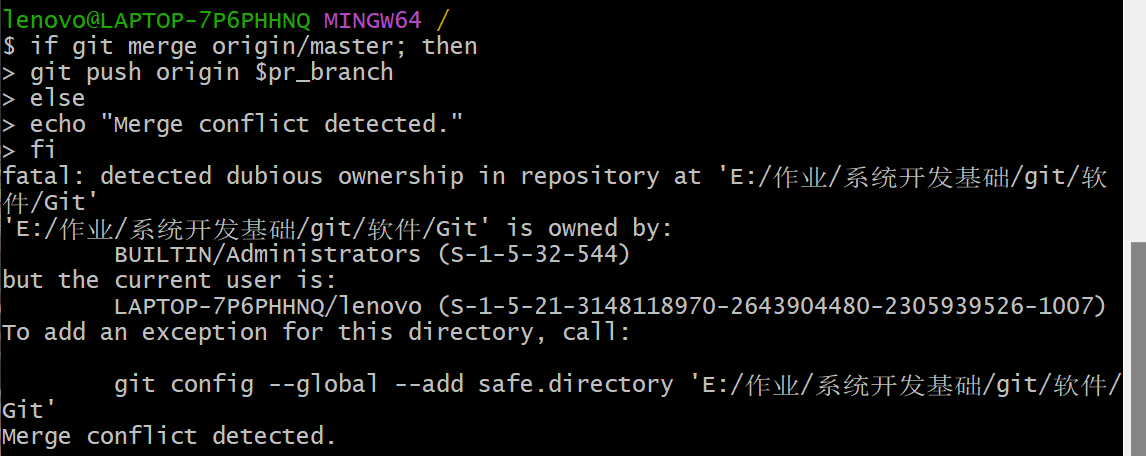 lenovo@LAPTOP-7P6PHHNQ MINGW64 /
$ if git merge origin/master; then
> git push origin $pr_branch
> else
> echo "Merge conflict detected."
> fi
fatal: detected dubious ownership in repository at 'E:/作业/系统开发基础/git/软
件/Git'
'E:/作业/系统开发基础/git/软件/Git' is owned by:
        BUILTIN/Administrators (S-1-5-32-544)
but the current user is:
        LAPTOP-7P6PHHNQ/lenovo (S-1-5-21-3148118970-2643904480-2305939526-1007)
To add an exception for this directory, call:

        git config --global --add safe.directory 'E:/作业/系统开发基础/git/软件/
Git'
Merge conflict detected.